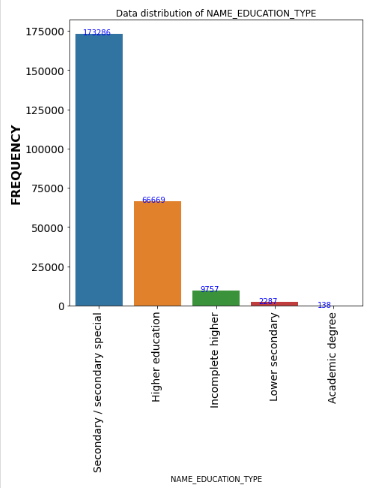 Data distribution of NAME_EDUCATION_TYPE
FREQUENCY
175000
150000
125000
100000
75000
50000
25000
0
173286
66669
9757
2287
138
Secondary / secondary special
Higher education
Incomplete higher
Lower secondary
Academic degree
NAME_EDUCATION_TYPE